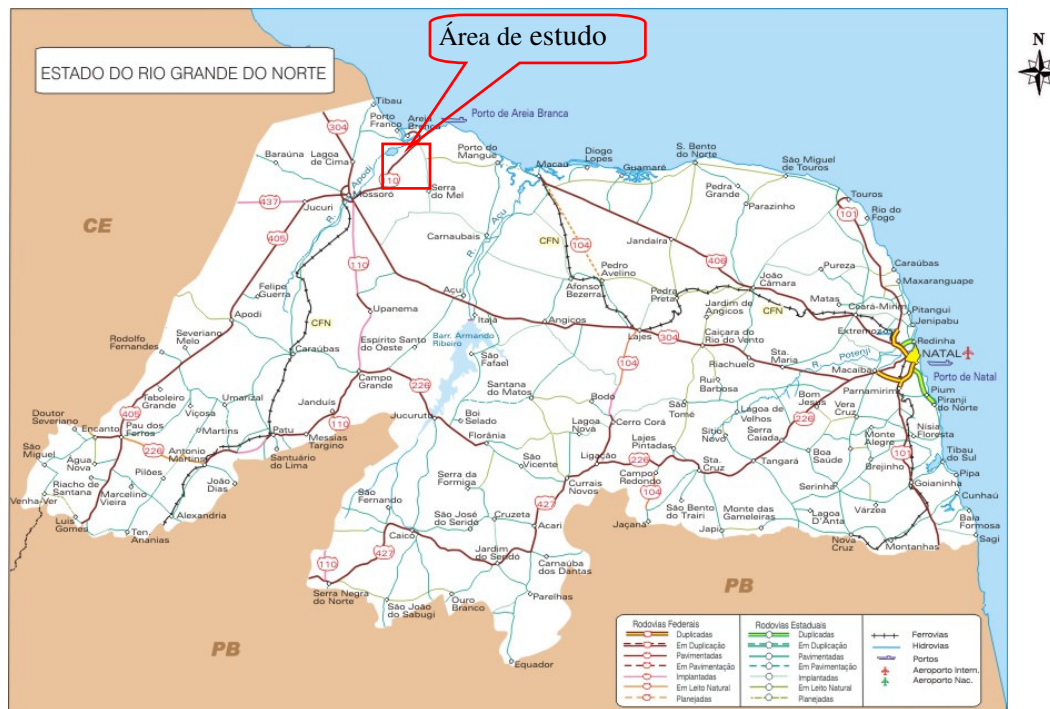 Área de estudo
N
ESTADO DO RIO GRANDE DO NORTE
Tibau
Porto
Franco
Areia
Branca
Porto de Areia Branca
304
Baraúna
Lagoa
de Cima
Apodi
R.
Porto do
Mangue
Macau
Diogo
Lopes
Guamaré
S. Bento
do Norte
São Miguel
de Touros
Touros
110
Serra
do Mel
Mossoró
437
Jucuri
CE
405
Pedra
Grande
Parazinho
101
Rio do
Fogo
Carnaubais
R. Açu
CFN
104
Jandaíra
406
Pureza
Caraúbas
Maxaranguape
110
Pedro
Avelino
João
Câmara
Felipe
Guerra
Upanema
Açu
Afonso
Bezerra
Pedra
Preta
Jardim de
Angicos
CFN
Matas
Ceará-Mirim
Pitangui
Jenipabu
Apodi
CFN
Itajá
Angicos
Lajes
304
Caiçara do
Rio do Vento
Extremoz
Redinha
NATAL
Rodolfo
Fernandes
Severiano
Melo
Caraúbas
Espírito Santo
do Oeste
Barr. Armando
Ribeiro
São
Rafael
104
Riachuelo
Sta.
Maria
R. Potenji
Macaíba
Porto de Natal
Parnamirim
Campo
Grande
226
Santana
do Matos
Bodo
Rui
Barbosa
Bom
Jesus
Vera
Cruz
Pium
Piranji
do Norte
Taboleiro
Grande
Umarizal
Viçosa
Janduis
Jucurutu
Boi
Selado
Lagoa
Nova
Cerro Corá
São
Tomé
Lagoa de
Velhos
226
Doutor
Severiano
405
Encanto
Pau dos
Ferros
Martins
Patu
Messias
Targino
110
Florânia
Lajes
Pintadas
Sitio
Novo
Serra
Caiada
Monte
Alegre
Nísia
Floresta
São
Miguel
226
Antonio
Martins
Santuário
do Lima
Ligação
226
Sta.
Cruz
Tangará
Boa
Saúde
Brejinho
101
Tibau
do Sul
Água
Nova
Pilões
João
Dias
Serra da
Formiga
São
Vicente
Currais
Novos
Campo
Redondo
Serrinha
Goianinha
Pipa
Venha-Ver
Riacho de
Santana
Marcelino
Vieira
São
Fernando
427
104
São Bento
do Trairi
Monte das
Gameleiras
Lagoa
D'Anta
Várzea
Cunhaú
Luis
Gomes
Ten.
Ananias
Alexandria
São José
do Seridó
Cruzeta
Acari
Jaçanã
Japi
Nova
Cruz
Montanhas
Baia
Formosa
Sagi
Caicó
427
Jardim
do Seridó
Carnaúba
dos Dantas
110
Serra Negra
do Norte
São João
do Sabugi
Ouro
Branco
Parelhas
PB
PB
Equador
Rodovias Federais
Duplicadas
Em Duplicação
Pavimentadas
Em Pavimentação
Implantadas
Em Leito Natural
Planejadas
Rodovias Estaduais
Duplicadas
Em Duplicação
Pavimentadas
Em Pavimentação
Implantadas
Em Leito Natural
Planejadas
Ferrovias
Hidrovias
Portos
Aeroporto Intern.
Aeroporto Nac.